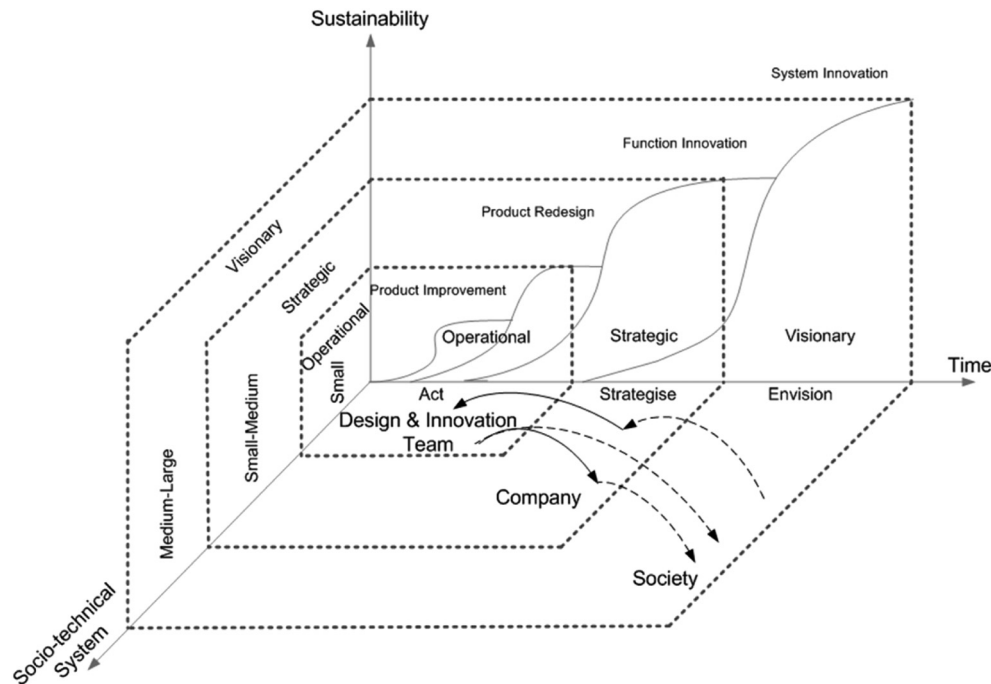 Sustainability
System Innovation
Function Innovation
Product Redesign
Visionary
Strategic
Product Improvement
Operational
Operational
Strategic
Visionary
Time
Small
Act
Strategise
Envision
Design & Innovation
Team
Small-Medium
Company
Medium-Large
Society
Socio-technical
System